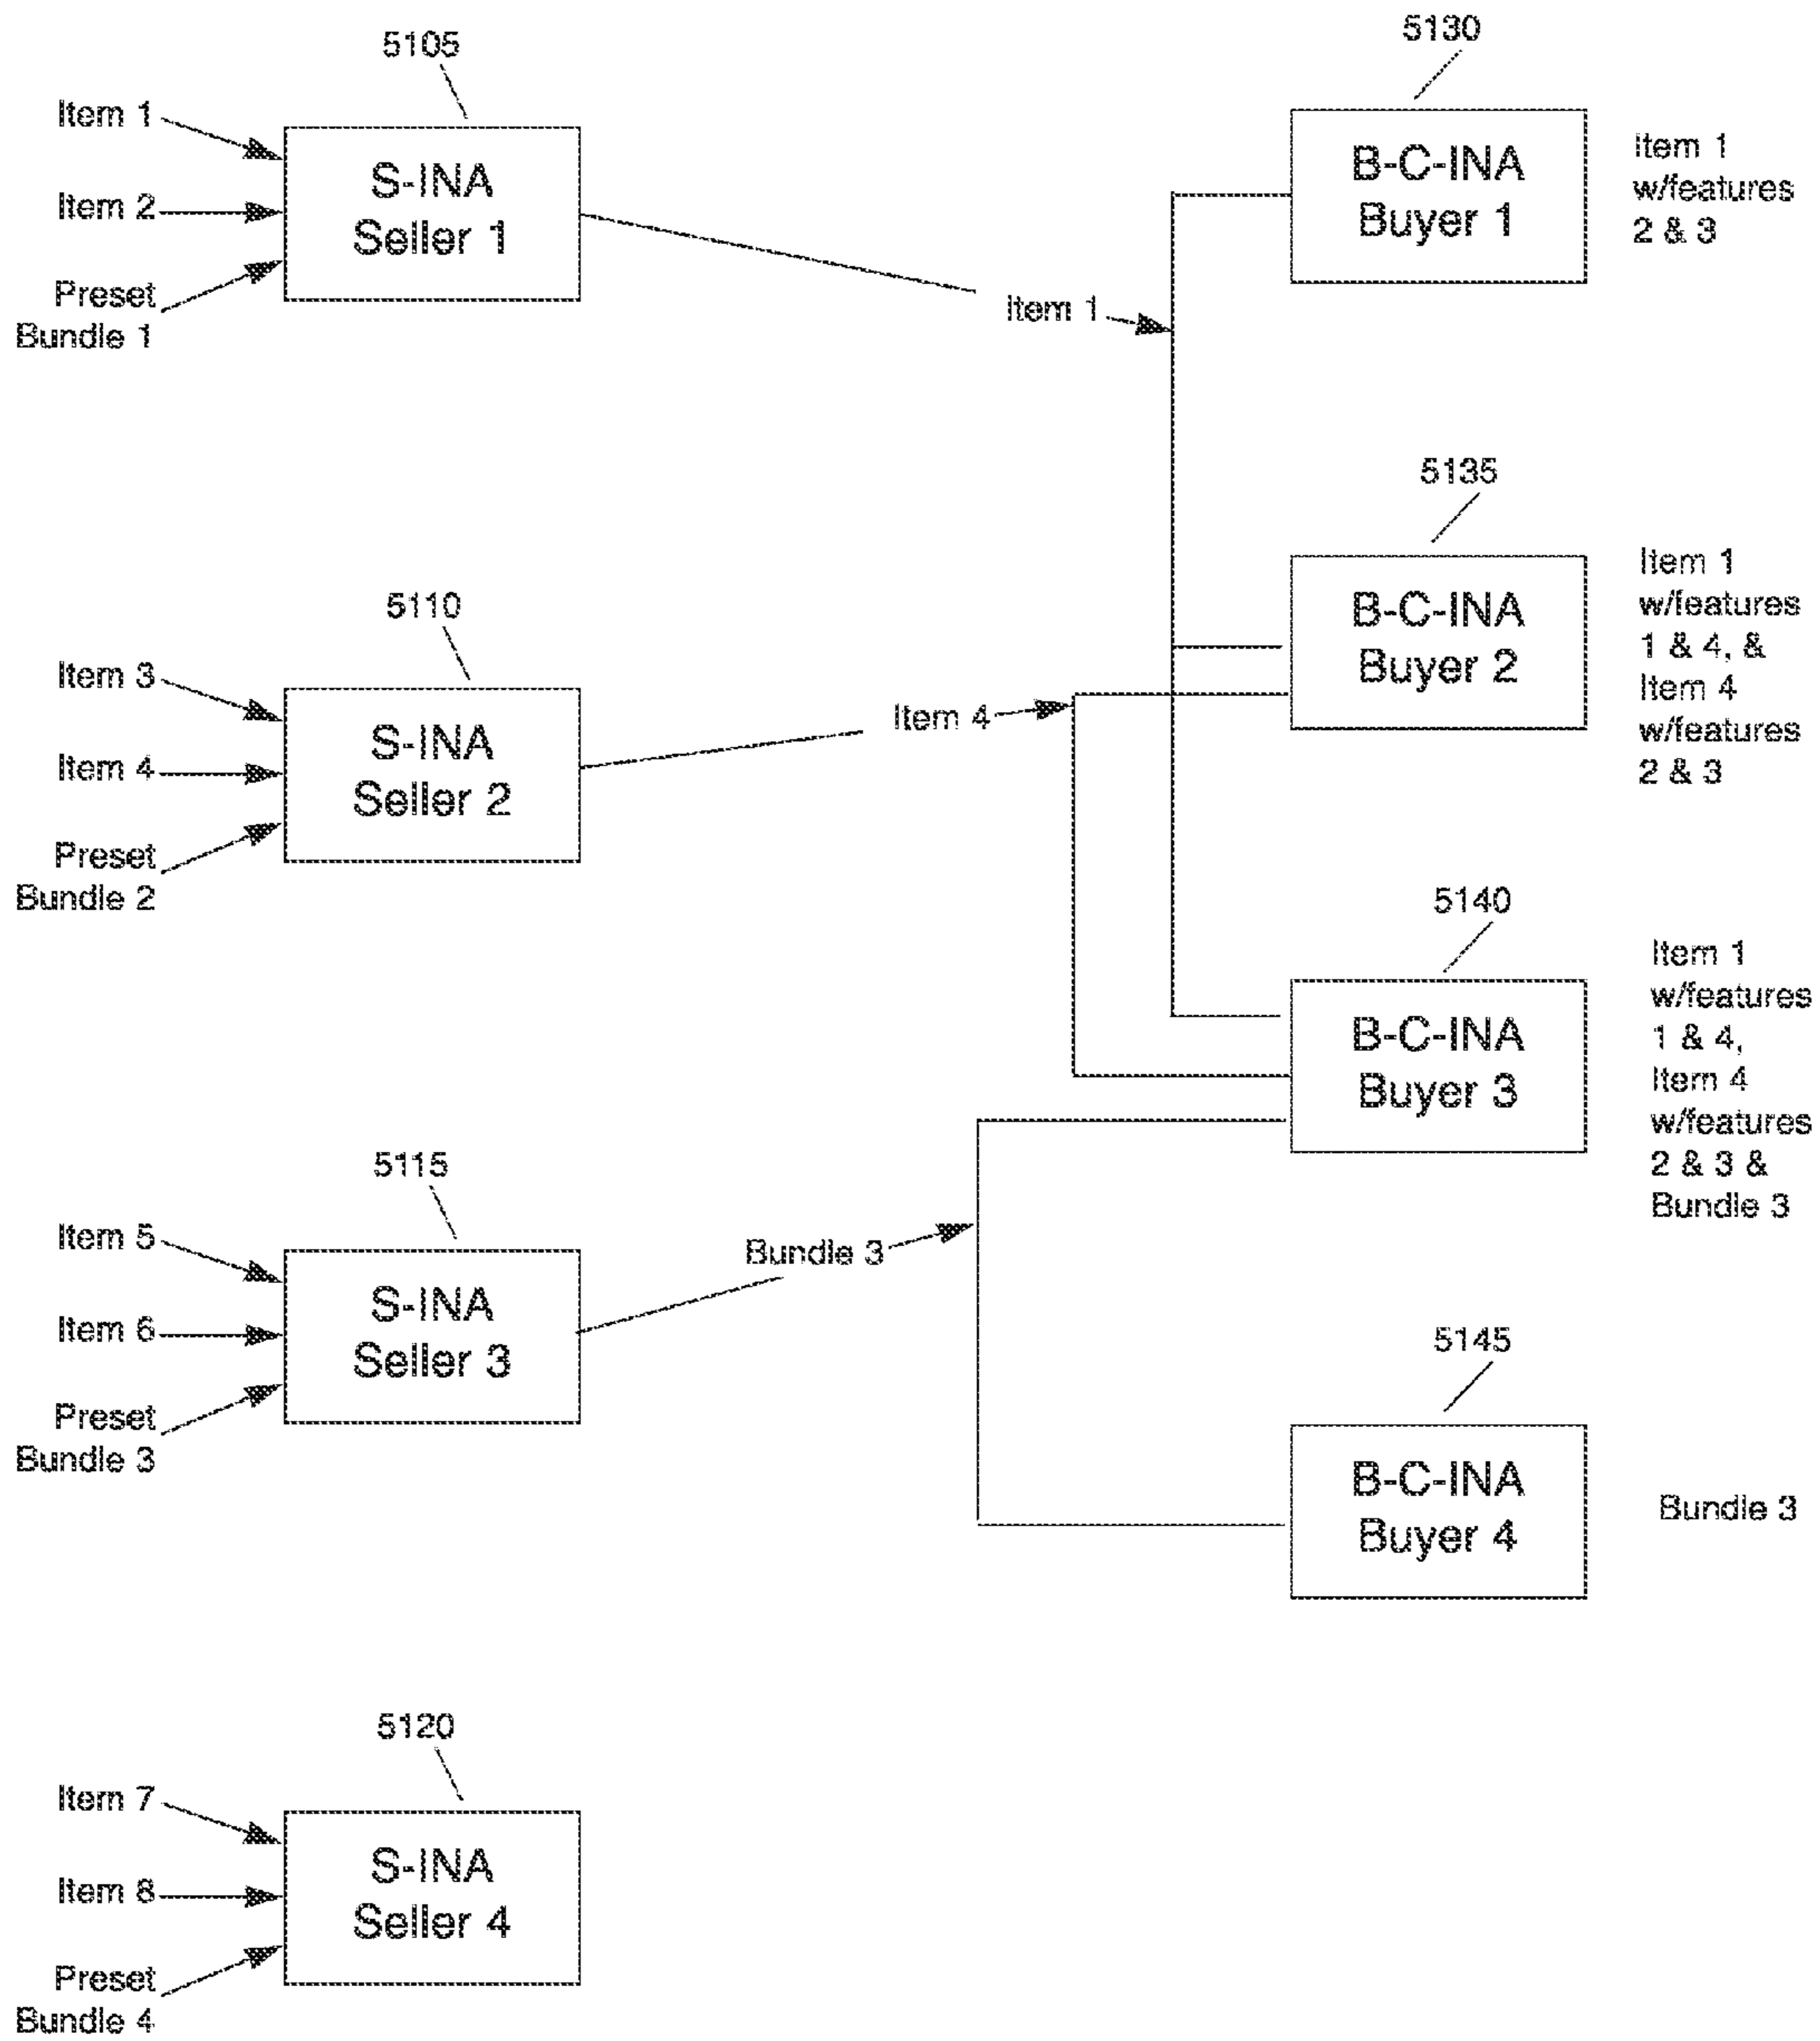 5105
Item 1
Item 2
Preset
Bundle 1
S-INA
Seller 1
Item 1
5130
B-C-INA
Buyer 1
Item 1
w/features
2 & 3
5110
Item 3
Item 4
Preset
Bundle 2
S-INA
Seller 2
Item 4
5135
B-C-INA
Buyer 2
Item 1
w/features
1 & 4, &
Item 4
w/features
2 & 3
5140
B-C-INA
Buyer 3
Item 1
w/features
1 & 4,
Item 4
w/features
2 & 3 &
Bundle 3
5115
Item 5
Item 6
Preset
Bundle 3
S-INA
Seller 3
Bundle 3
5145
B-C-INA
Buyer 4
Bundle 3
5120
Item 7
Item 8
Preset
Bundle 4
S-INA
Seller 4